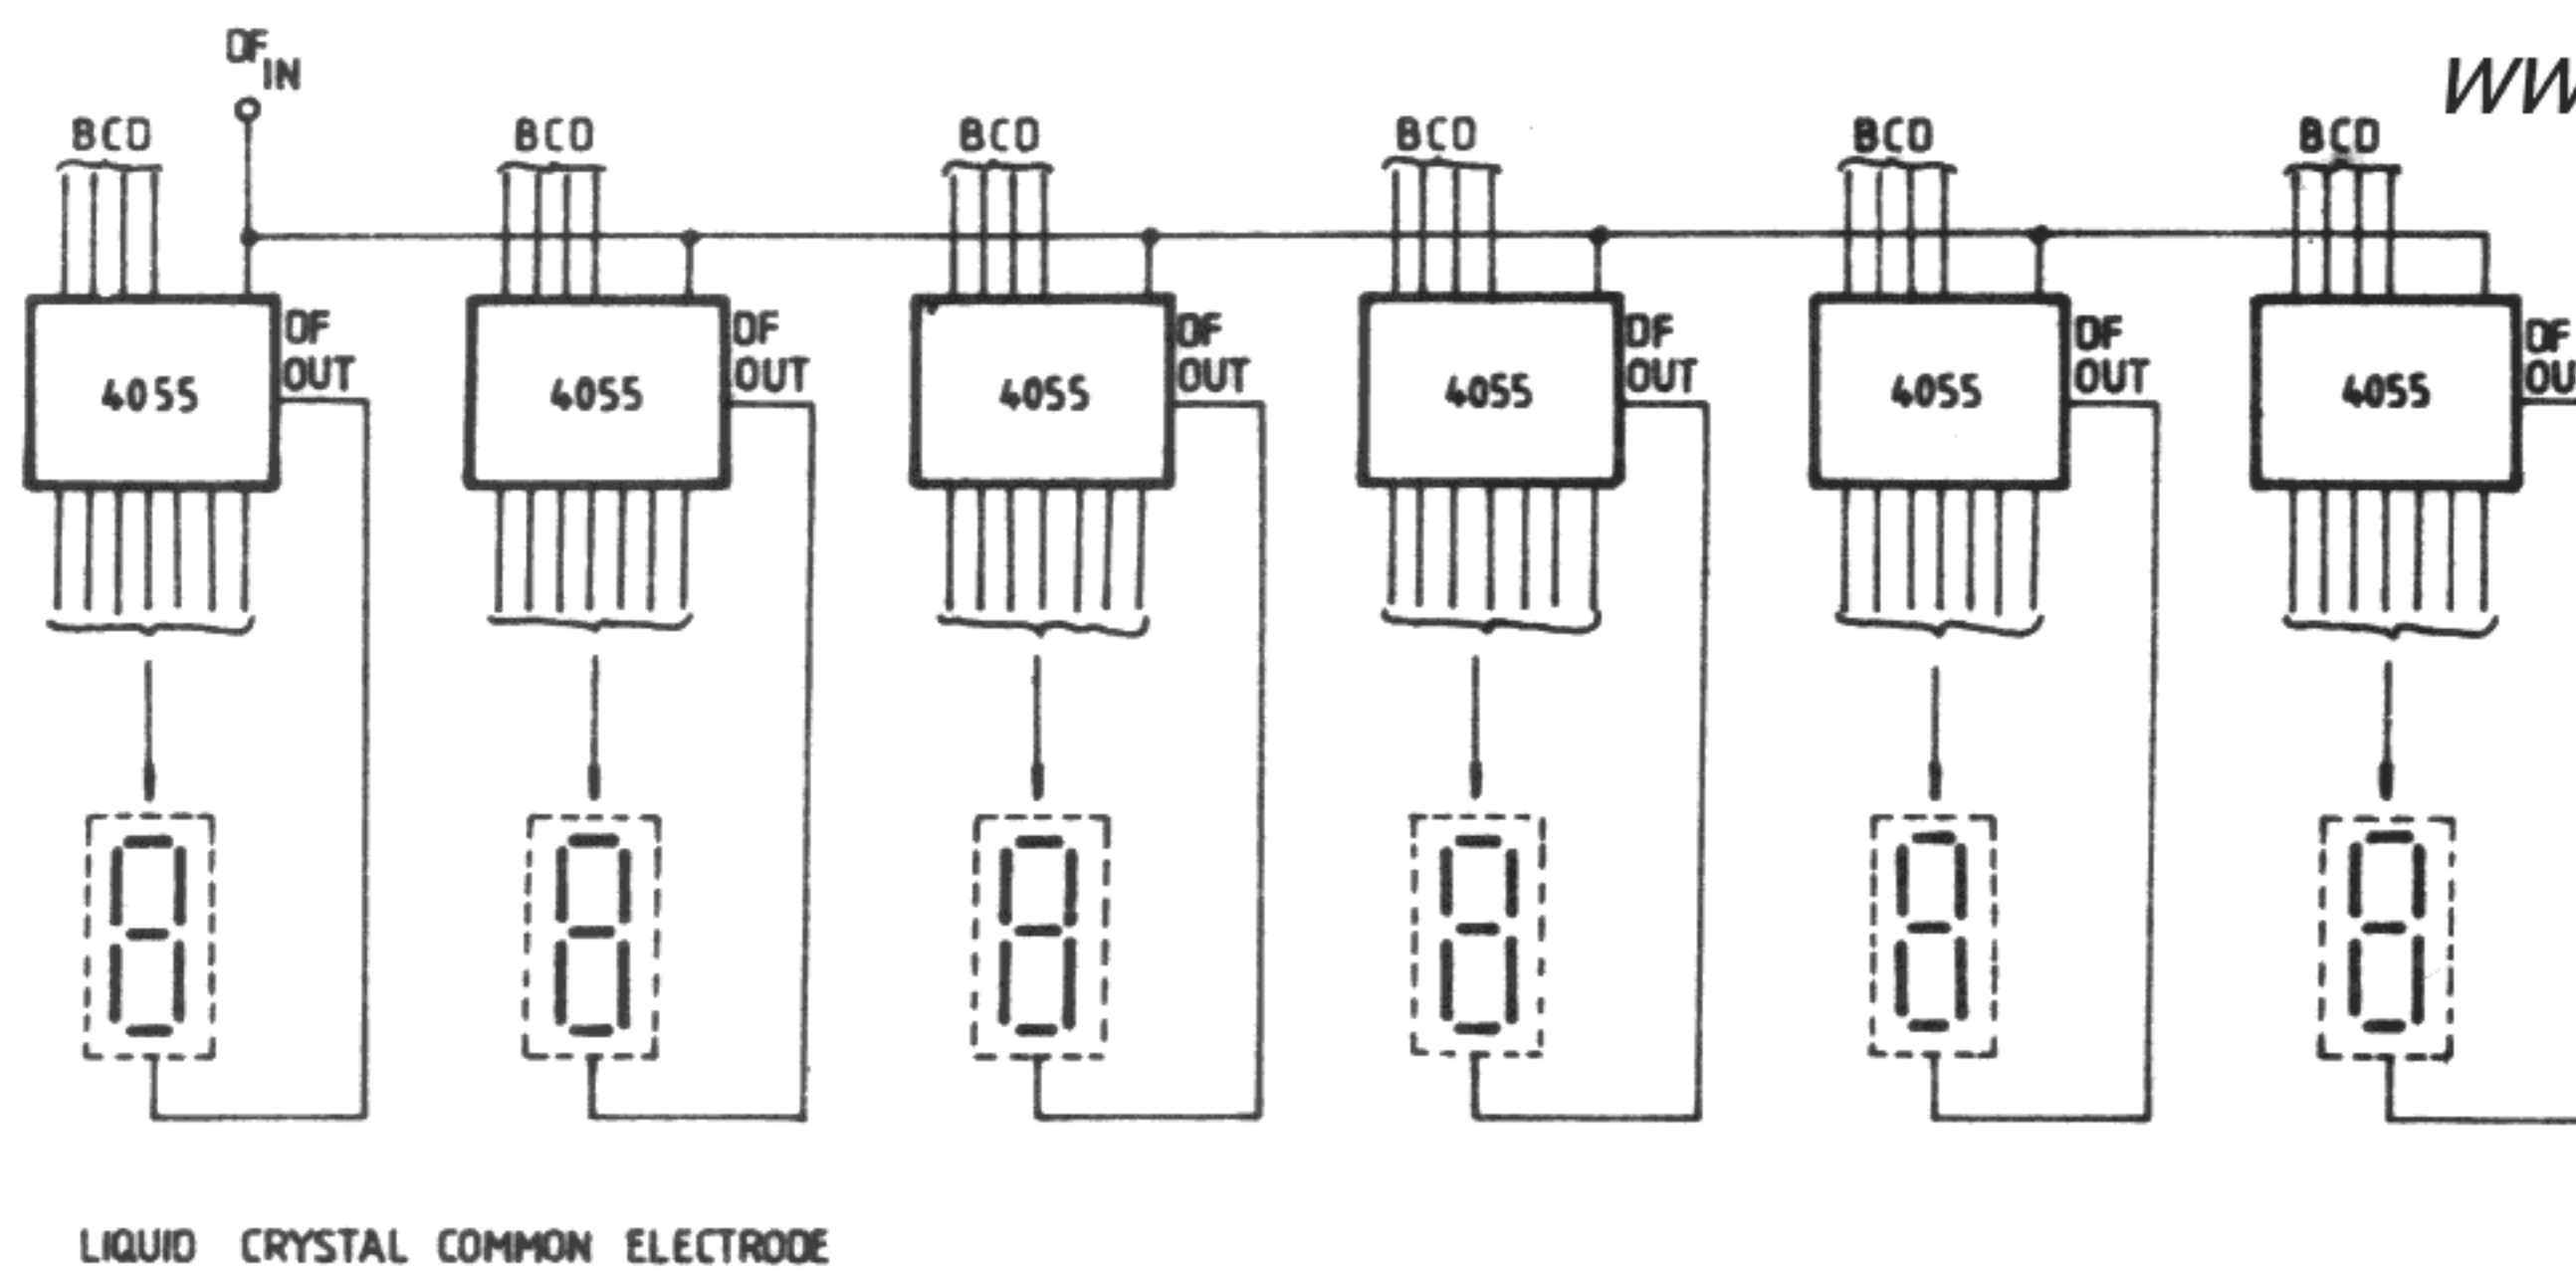 DF IN
BCD BCD BCD BCD BCD BCD
DF OUT DF OUT DF OUT DF OUT DF OUT DF
4055 4055 4055 4055 4055 4055
LIQUID CRYSTAL COMMON ELECTRODE